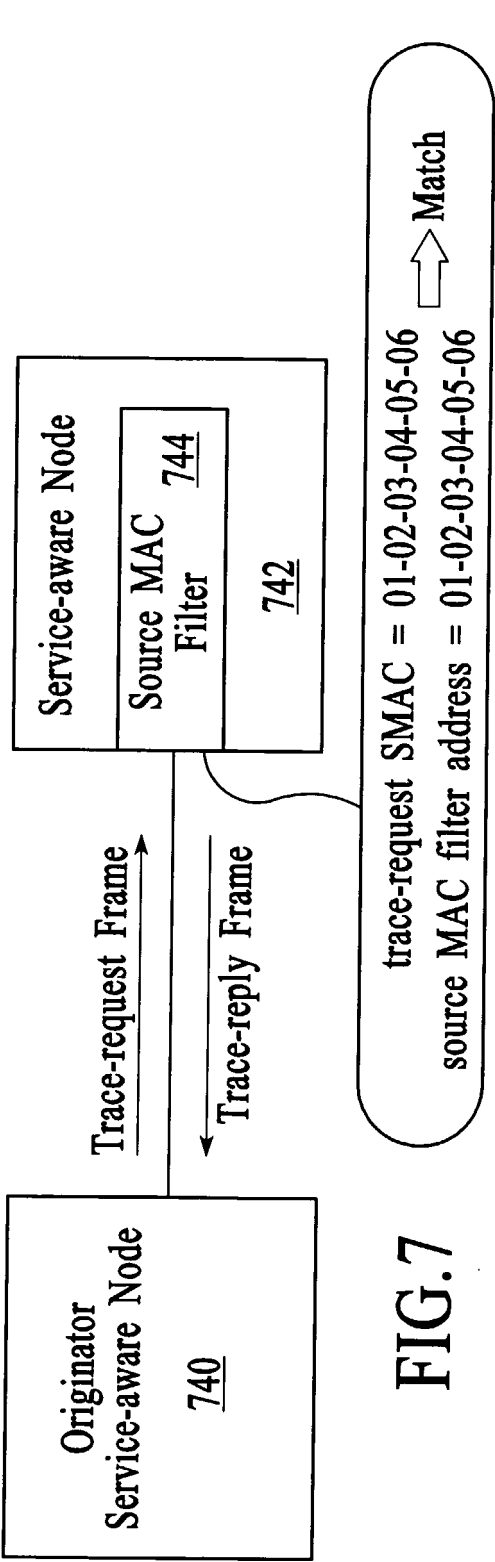 Originator
Service-aware Node
740
Trace-request Frame
Trace-reply Frame
Service-aware Node
Source MAC
Filter
744
742
trace-request SMAC = 01-02-03-04-05-06
source MAC filter address = 01-02-03-04-05-06
Match
FIG.7